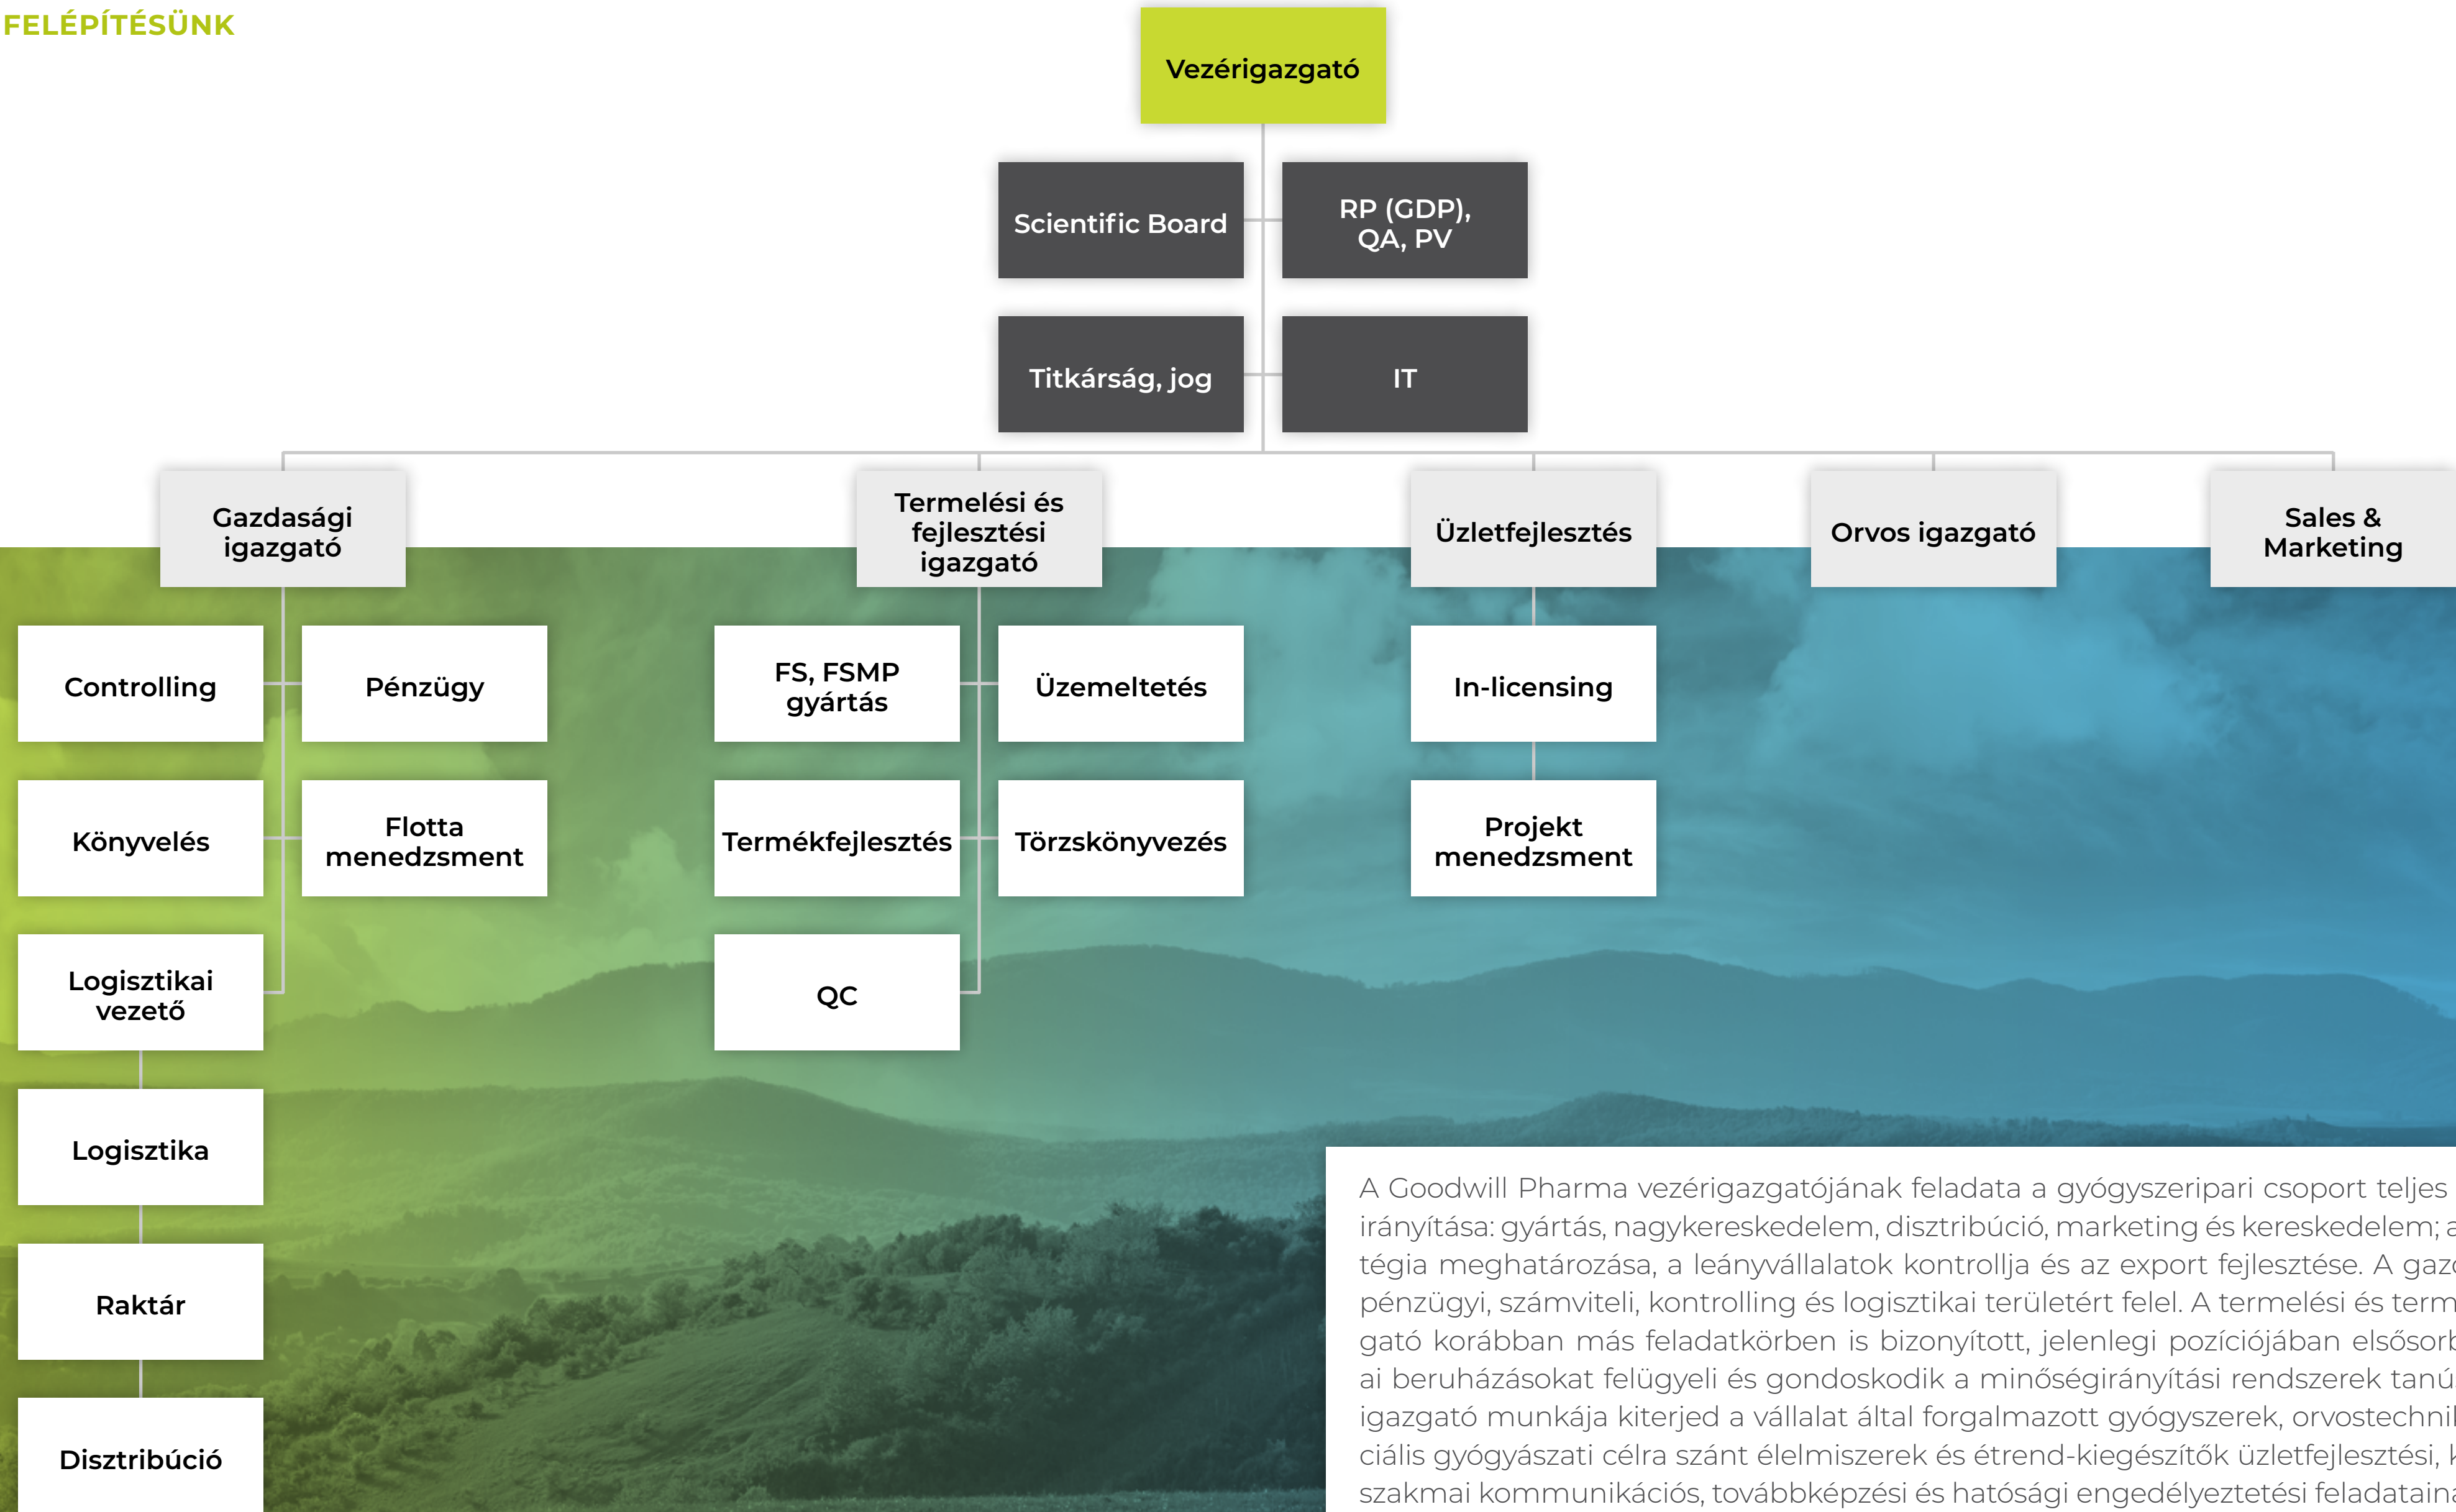 FELÉPÍTÉSÜNK
Vezérigazgató
Scientific Board
RP (GDP),
QA, PV
Titkárság, jog
IT
Gazdasági
igazgató
Termelési és
fejlesztési
igazgató
Üzletfejlesztés
Orvos igazgató
Sales &
Marketing
Controlling
Pénzügy
FS, FSMP
gyártás
Üzemeltetés
In-licensing
Könyvelés
Flotta
menedzsment
Termékfejlesztés
Törzskönyvezés
Projekt
menedzsment
Logisztikai
vezető
QC
Logisztika
Raktár
Disztribúció
A Goodwill Pharma vezérigazgatójának feladata a gyógyszeripari csoport teljes
irányítása: gyártás, nagykereskedelem, disztribúció, marketing és kereskedelem;
tégia meghatározása, a leányvállalatok kontrollja és az export fejlesztése. A
pénzügyi, számviteli, kontrolling és logisztikai területért felel. A termelési és
gató korábban más feladatkörben is bizonyított, jelenlegi pozíciójában
ai beruházásokat felügyeli és gondoskodik a minőségirányítási rendszerek
igazgató munkája kiterjed a vállalat által forgalmazott gyógyszerek,
ciális gyógyászati célra szánt élelmiszerek és étrend-kiegészítők üzletfejlesztési,
szakmai kommunikációs, továbbképzési és hatósági engedélyeztetési